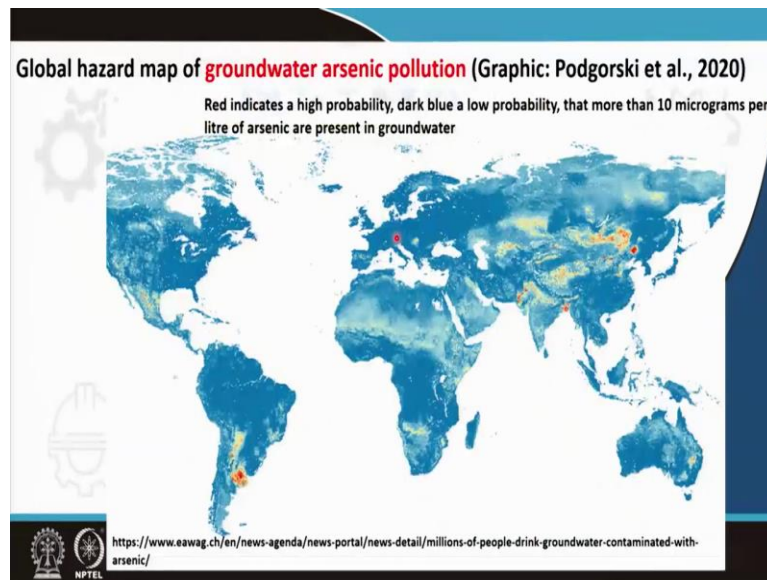 Global hazard map of groundwater arsenic pollution (Graphic: Podgorski et al., 2020)
Red indicates a high probability, dark blue a low probability, that more than 10 micrograms per
litre of arsenic are present in groundwater
https://www.eawag.ch/en/news-agenda/news-portal/news-detail/millions-of-people-drink-groundwater-contaminated-with-
arsenic/
NPTEL